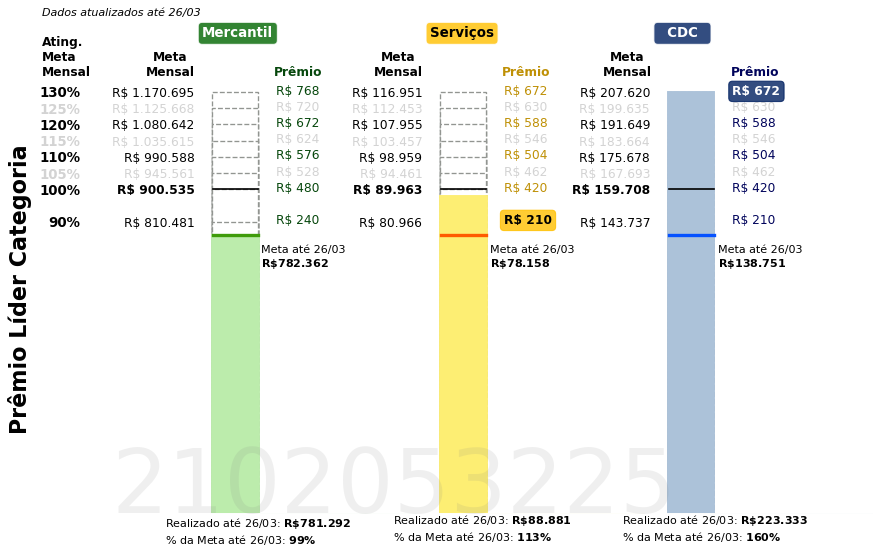 Dados atualizados até 26/03
Mercantil Serviços CDC
Ating.
Meta
Mensal
Meta
Mensal Prêmio Meta
Mensal Prêmio Meta
Mensal Prêmio
130% R$ 1.170.695 R$ 768 R$ 116.951 R$ 672 R$ 207.620 R$ 672
125% R$ 1.125.668 R$ 720 R$ 112.453 R$ 630 R$ 199.635 R$ 630
120% R$ 1.080.642 R$ 672 R$ 107.955 R$ 588 R$ 191.649 R$ 588
115% R$ 1.035.615 R$ 624 R$ 103.457 R$ 546 R$ 183.664 R$ 546
110% R$ 990.588 R$ 576 R$ 98.959 R$ 504 R$ 175.678 R$ 504
105% R$ 945.561 R$ 528 R$ 94.461 R$ 462 R$ 167.693 R$ 462
100% R$ 900.535 R$ 480 R$ 89.963 R$ 420 R$ 159.708 R$ 420
90% R$ 810.481 R$ 240 R$ 80.966 R$ 210 R$ 143.737 R$ 210
Meta até 26/03 Meta até 26/03 Meta até 26/03
R$782.362 R$78.158 R$138.751
Prêmio Líder Categoria
2102053225
Realizado até 26/03: R$781.292 Realizado até 26/03: R$88.881 Realizado até 26/03: R$223.333
% da Meta até 26/03: 99% % da Meta até 26/03: 113% % da Meta até 26/03: 160%